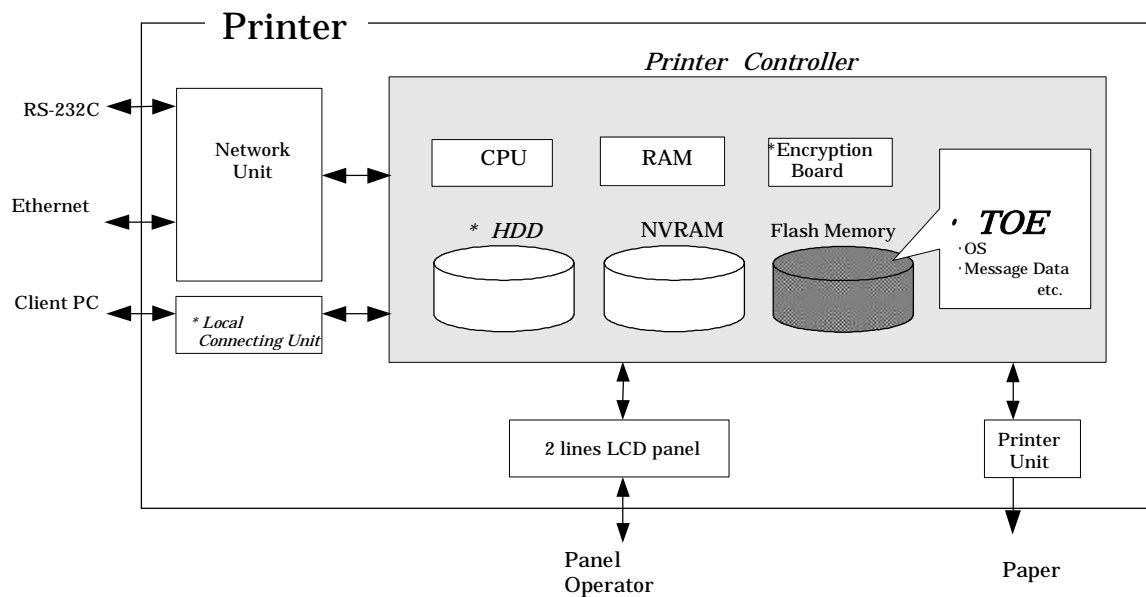 Printer
Printer Controller
RS-232C
Network
Unit
CPU
RAM
*Encryption
Board
Ethernet
* HDD
NVRAM
Flash Memory
· TOE
·OS
·Message Data
etc.
Client PC
* Local
Connecting Unit
2 lines LCD panel
Printer
Unit
Panel
Operator
Paper